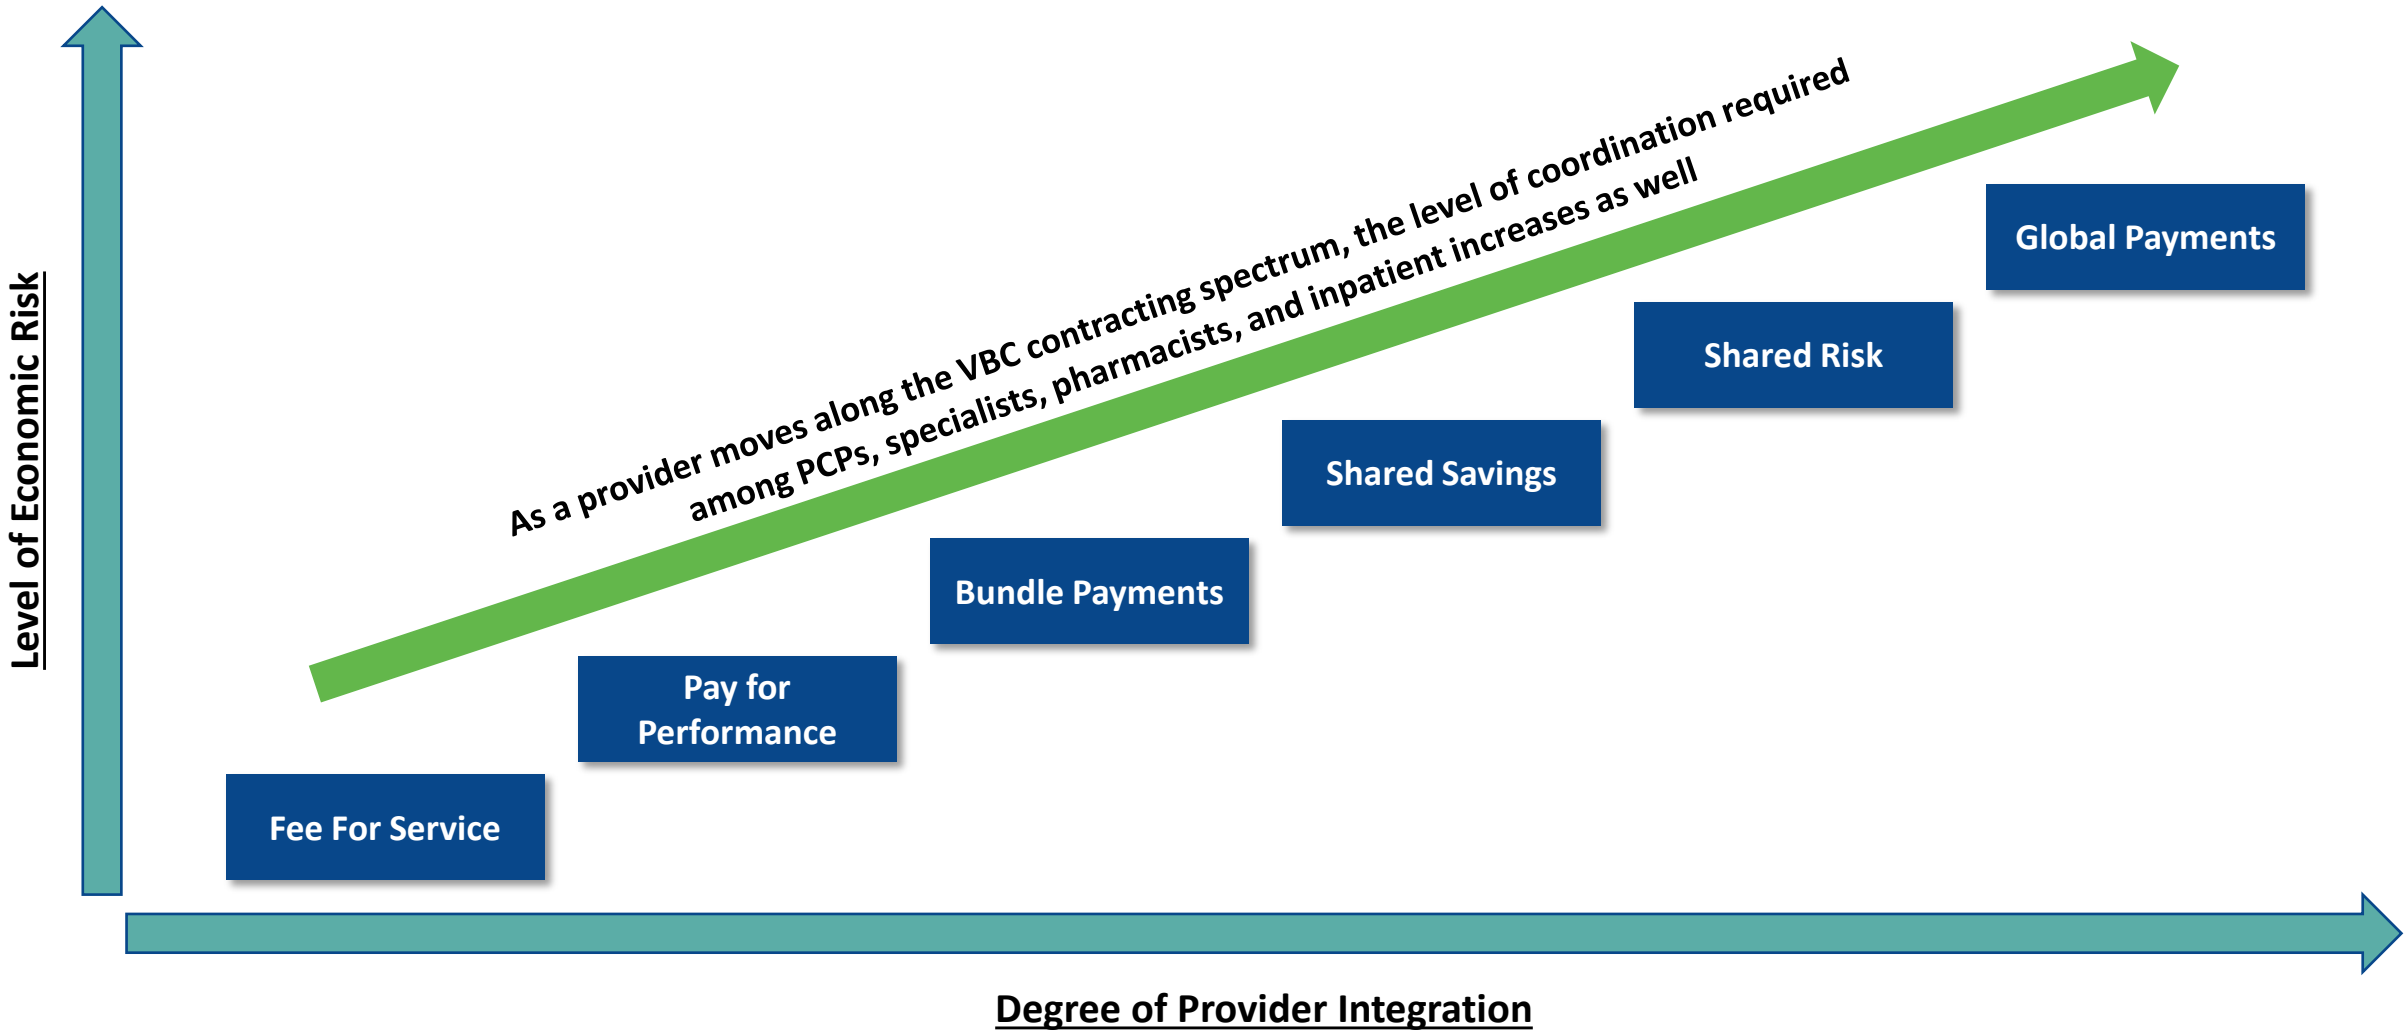 Level of Economic Risk
As a provider moves along the VBC contracting spectrum, the level of coordination required
among PCPs, specialists, pharmacists, and inpatient increases as well
Global Payments
Shared Risk
Shared Savings
Bundle Payments
Pay for
Performance
Fee For Service
Degree of Provider Integration